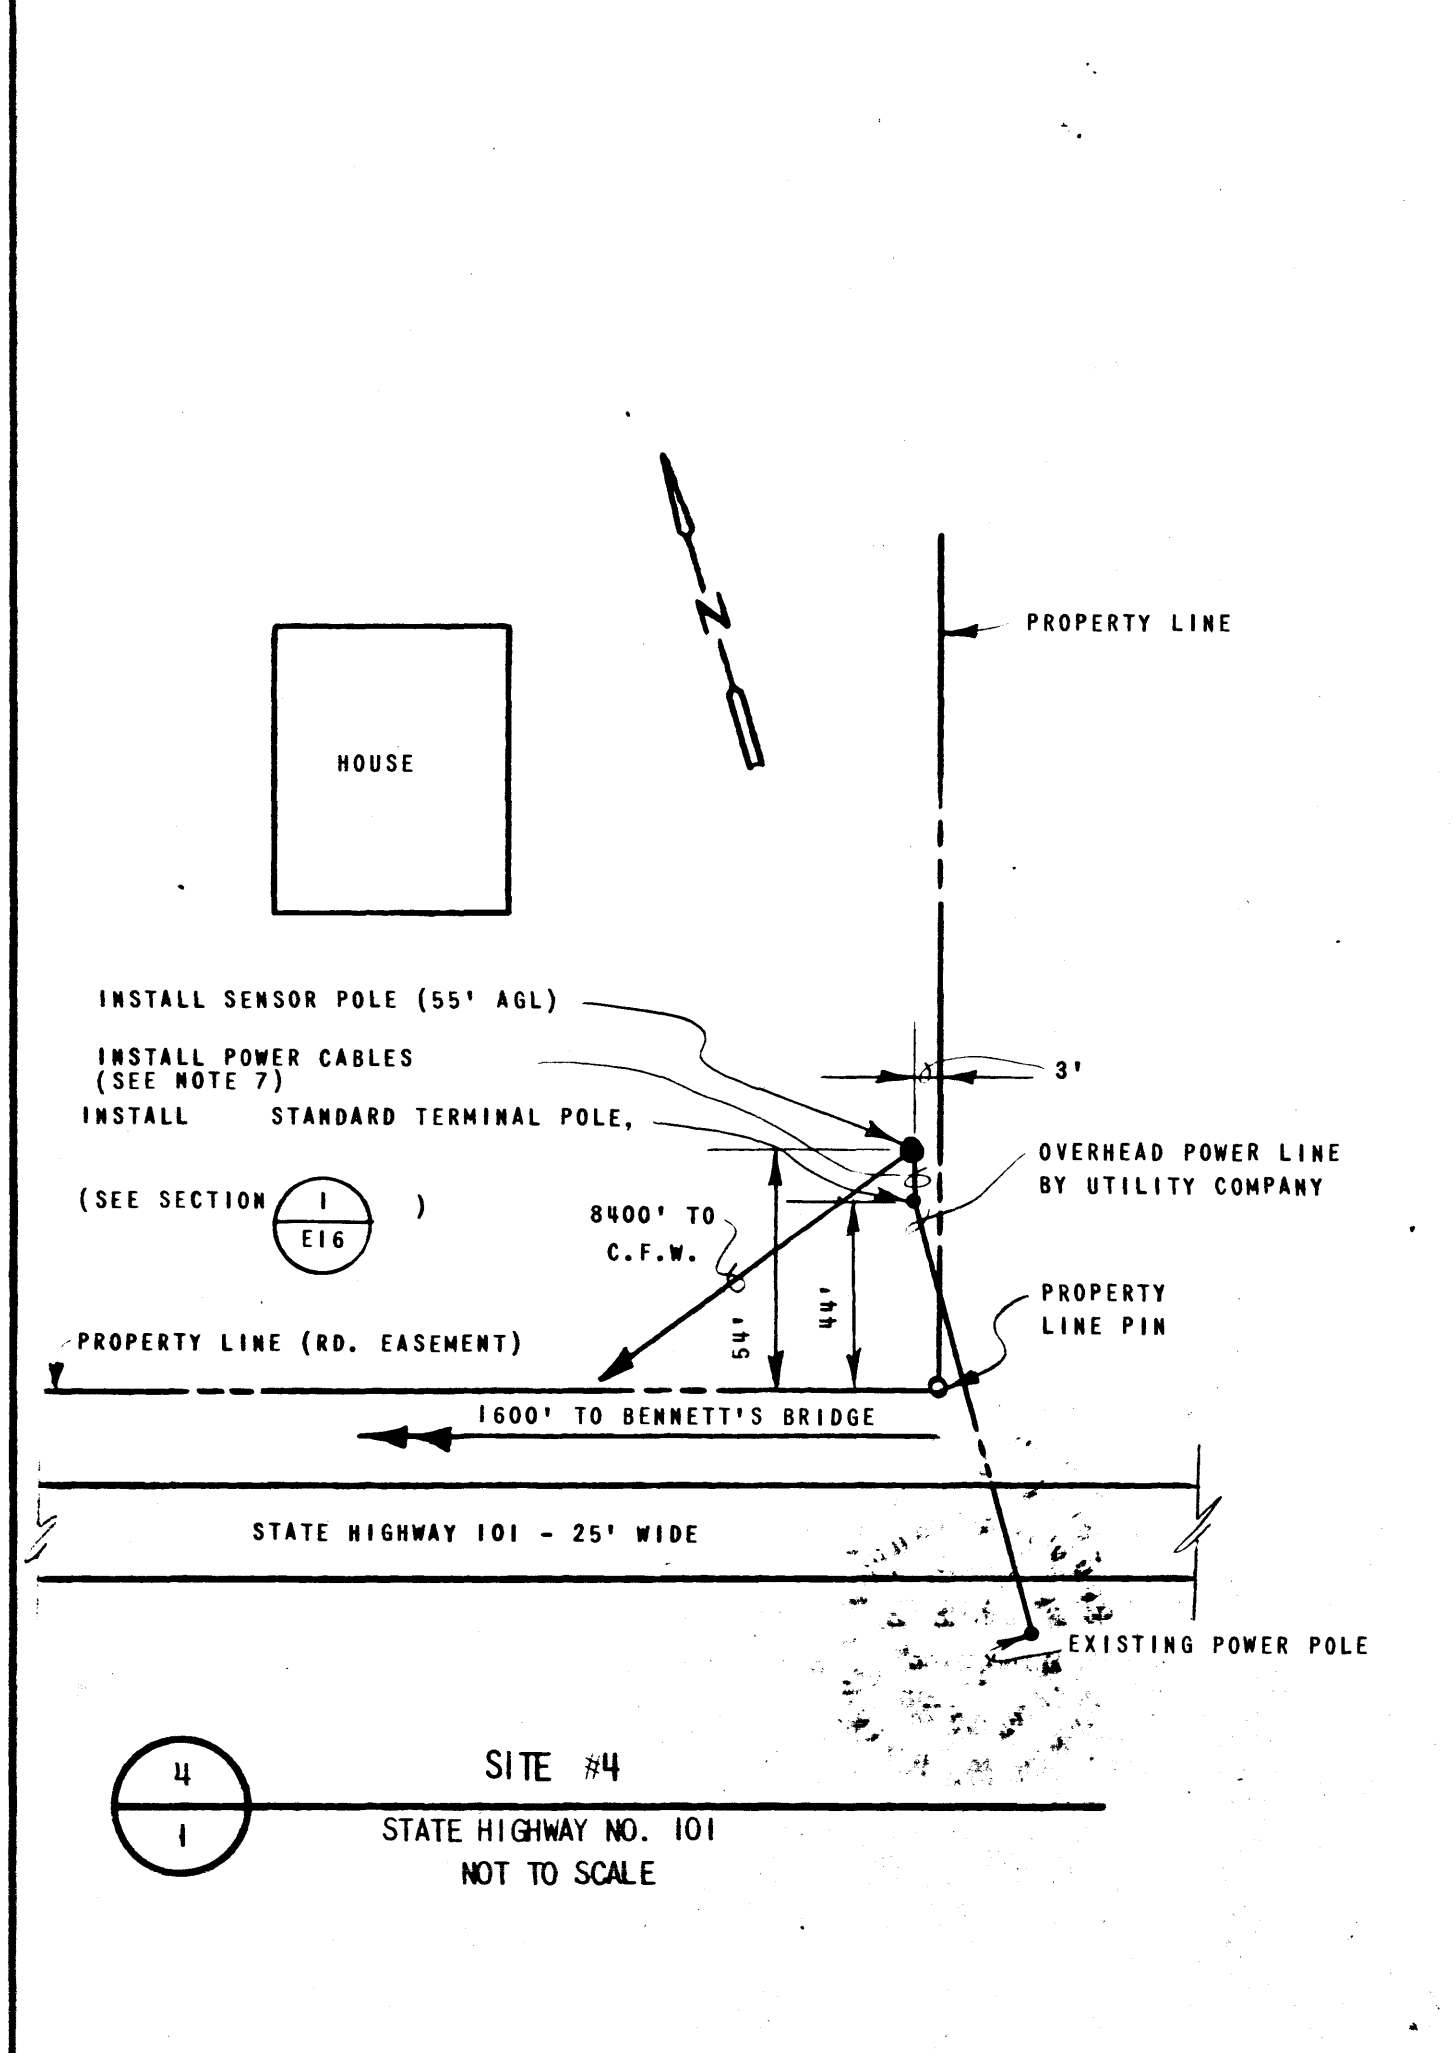 N
PROPERTY LINE
HOUSE
INSTALL SENSOR POLE (55' AGL)
INSTALL POWER CABLES
(SEE NOTE 7)
3'
INSTALL STANDARD TERMINAL POLE,
OVERHEAD POWER LINE
BY UTILITY COMPANY
(SEE SECTION 1 )
E16
8400' TO
C.F.W.
54'
44'
PROPERTY
LINE PIN
PROPERTY LINE (RD. EASEMENT)
1600' TO BENNETT'S BRIDGE
STATE HIGHWAY 101 - 25' WIDE
EXISTING POWER POLE
4
1
SITE #4
STATE HIGHWAY NO. 101
NOT TO SCALE